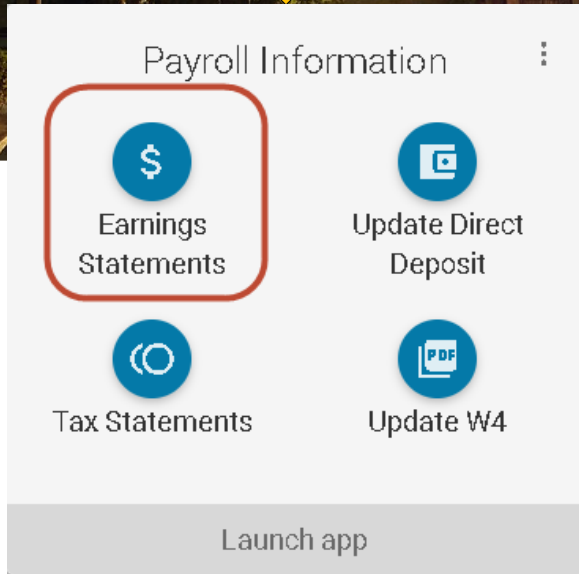 Payroll Information
$
Earnings
Statements
Update Direct
Deposit
Tax Statements
PDF
Update W4
Launch app